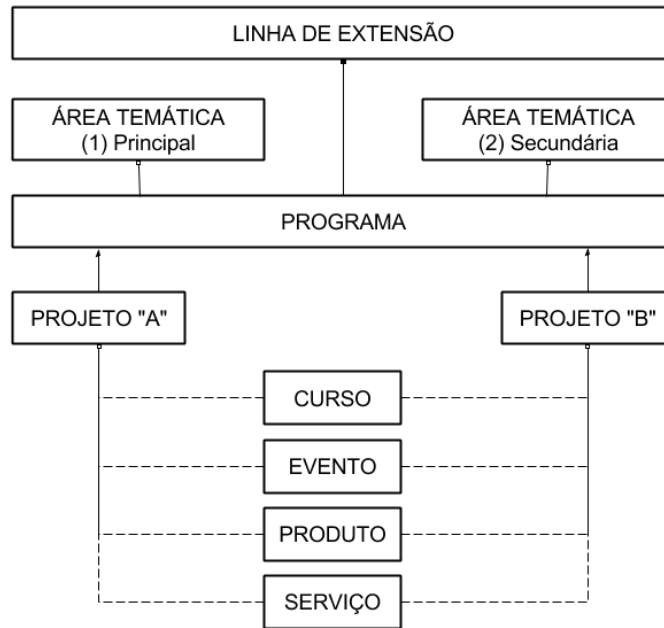 LINHA DE EXTENSÃO
ÁREA TEMÁTICA
(1) Principal
ÁREA TEMÁTICA
(2) Secundária
PROGRAMA
PROJETO "A"
PROJETO "B"
CURSO
EVENTO
PRODUTO
SERVIÇO